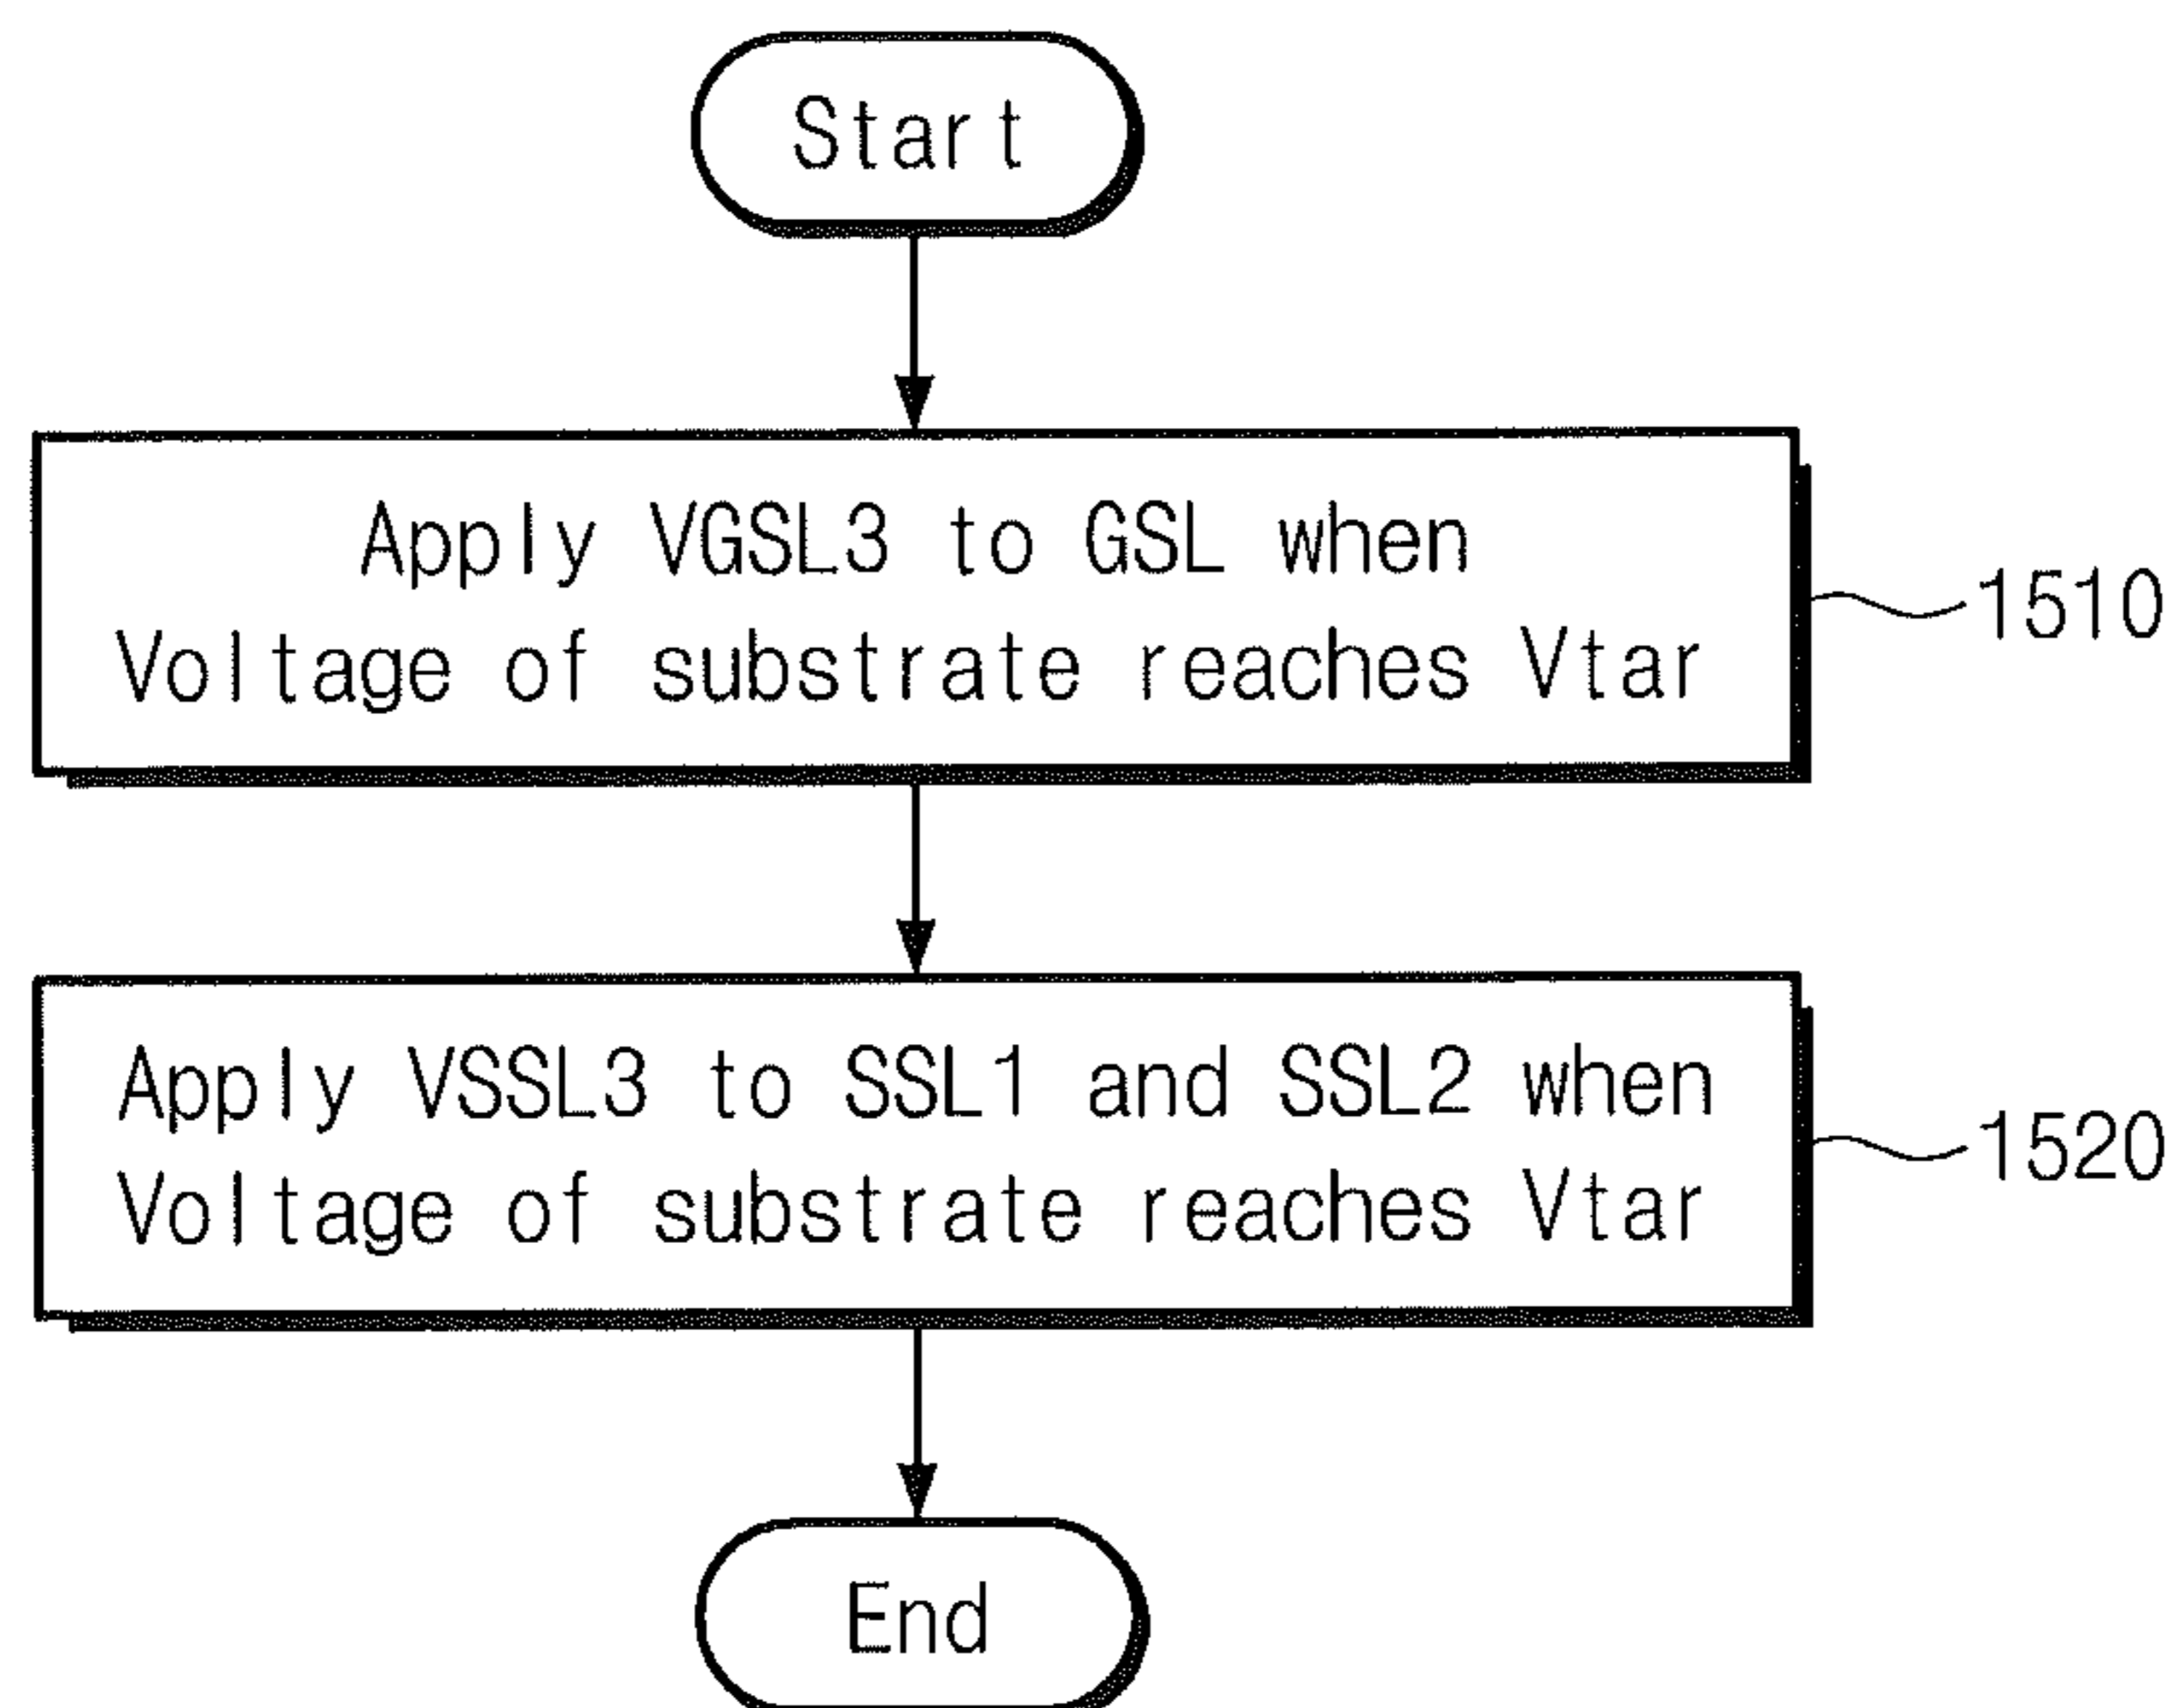 Start
Apply VGSL3 to GSL when
Voltage of substrate reaches Vtar
1510
Apply VSSL3 to SSL1 and SSL2 when
Voltage of substrate reaches Vtar
1520
End